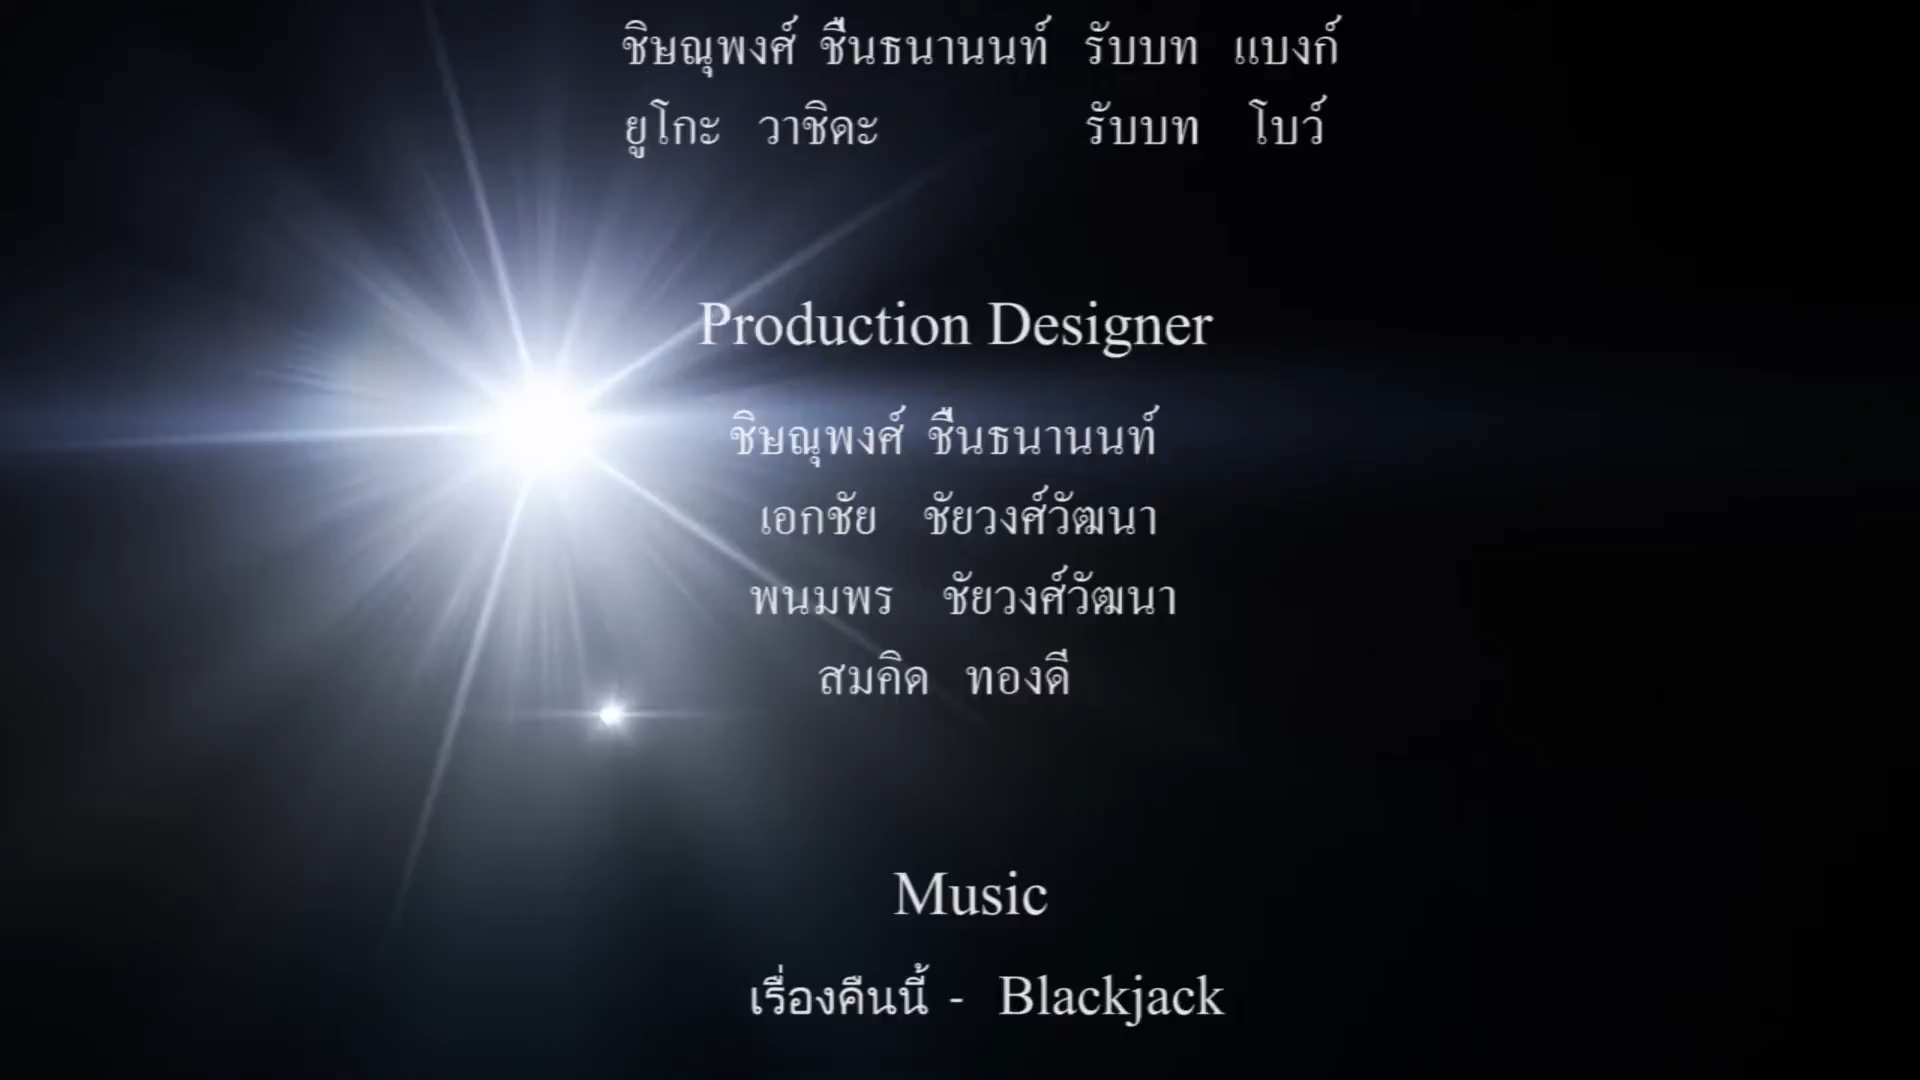 ชิษณุพงศ์ ชื่นธนานนท์ รับบท แบงก์
ยูโกะ วาชิดะ รับบท โบว์
Production Designer
ชิษณุพงศ์ ชื่นธนานนท์
เอกชัย ชัยวงศ์วัฒนา
พนมพร ชัยวงศ์วัฒนา
สมคิด ทองดี
Music
เรื่องคืนนี้ - Blackjack